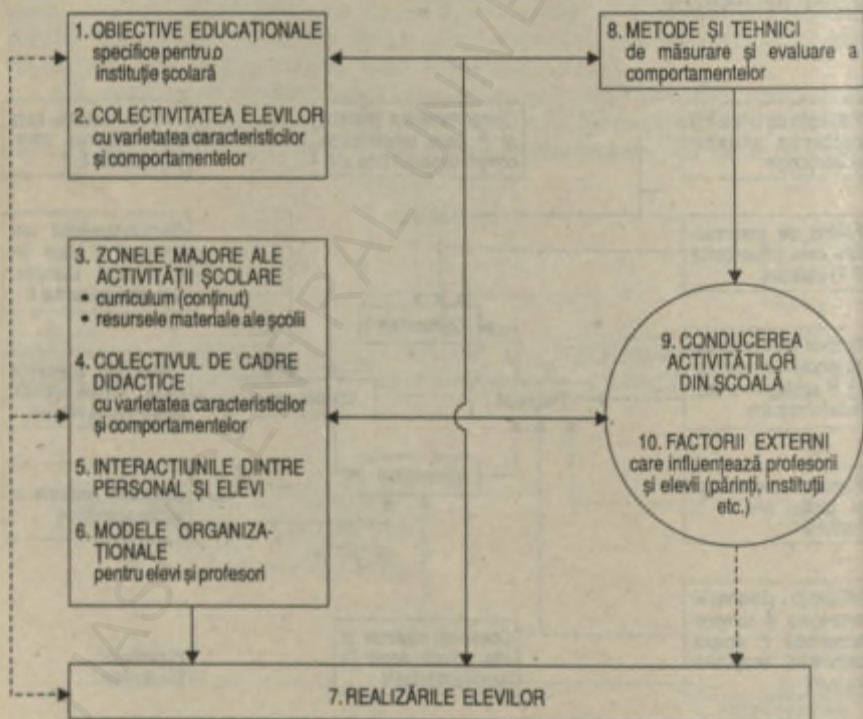 1. OBIECTIVE EDUCAȚIONALE
specifice pentru o
instituție școlară
2. COLECTIVITATEA ELEVILOR
cu varietatea caracteristicilor
și comportamentelor
8. METODE ȘI TEHNICI
de măsurare și evaluare a
comportamentelor
3. ZONELE MAJORE ALE
ACTIVITĂȚII ȘCOLARE
• curriculum (conținut)
• resursele materiale ale școlii
4. COLECTIVUL DE CADRE
DIDACTICE
cu varietatea caracteristicilor
și comportamentelor
5. INTERACȚIUNILE DINTRE
PERSONAL ȘI ELEVI
6. MODELE ORGANIZA-
ȚIONALE
pentru elevi și profesori
9. CONDUCEREA
ACTIVITĂȚILOR
DIN ȘCOALĂ
10. FACTORII EXTERNI
care influențează profesorii
și elevii (părinți, instituții
etc.)
7. REALIZĂRILE ELEVILOR